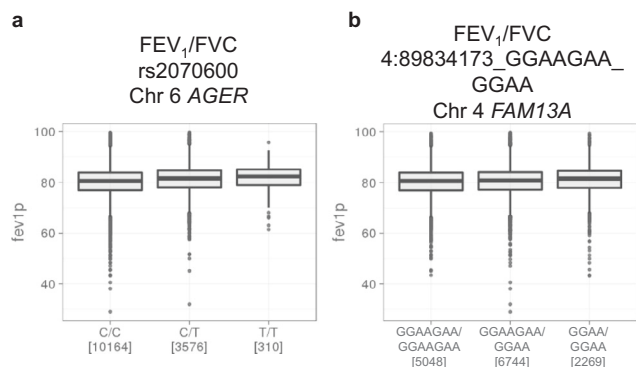 a
FEV1/FVC
rs2070600
Chr 6 AGER
100
80
60
40
fev1p
C/C
[10164]
C/T
[3576]
T/T
[310]
b
FEV1/FVC
4:89834173_GGAAGAA_
GGAA
Chr 4 FAM13A
100
80
60
40
fev1p
GGAAGAA/
GGAAGAA
[5048]
GGAAGAA/
GGAA
[6744]
GGAA/
GGAA
[2269]